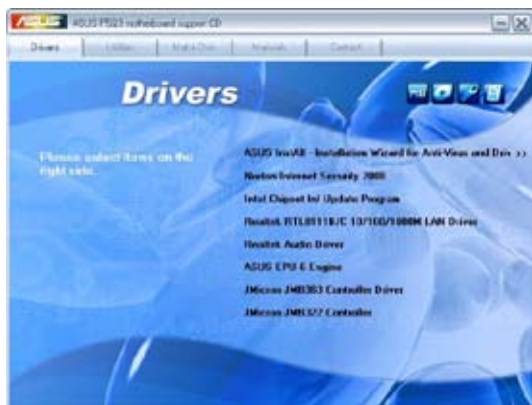 ASUS P5Q3 motherboard support CD
Drivers
Utilities
Make Disk
Manuals
Contact
Drivers
Please select items on the
right side.
ASUS InstAll - Installation Wizard for Anti-Virus and Driv >>
Norton Internet Security 2008
Intel Chipset Inf Update Program
Realtek RTL8111B/C 10/100/1000M LAN Driver
Realtek Audio Driver
ASUS EPU-6 Engine
JMicron JMB363 Controller Driver
JMicron JMB322 Controller